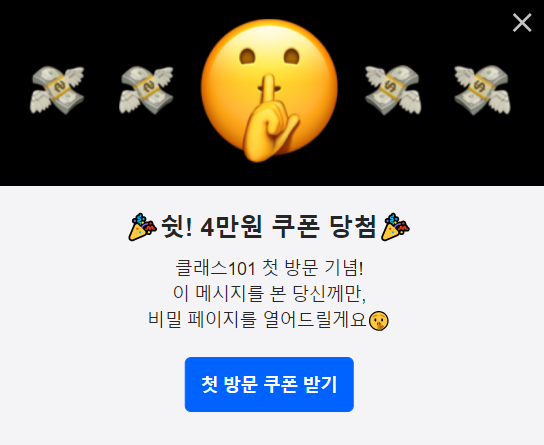 쉿! 4만원 쿠폰 당첨
클래스101 첫 방문 기념!
이 메시지를 본 당신께만,
비밀 페이지를 열어드릴게요
첫 방문 쿠폰 받기